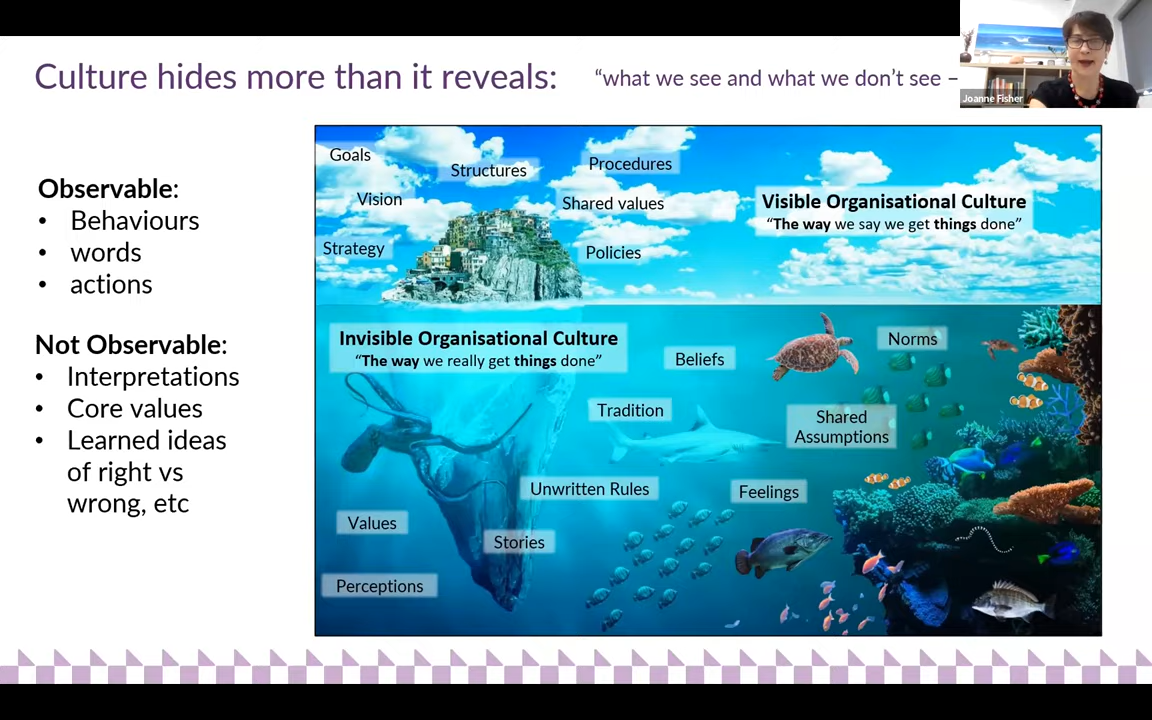 Culture hides more than it reveals:
“what we see and what we don’t see –
Joanne Fisher
Observable:
• Behaviours
• words
• actions
Not Observable:
• Interpretations
• Core values
• Learned ideas
of right vs
wrong, etc
Goals
Structures
Procedures
Vision
Shared values
Strategy
Policies
Visible Organisational Culture
“The way we say we get things done”
Invisible Organisational Culture
“The way we really get things done”
Beliefs
Norms
Tradition
Shared
Assumptions
Unwritten Rules
Feelings
Values
Stories
Perceptions